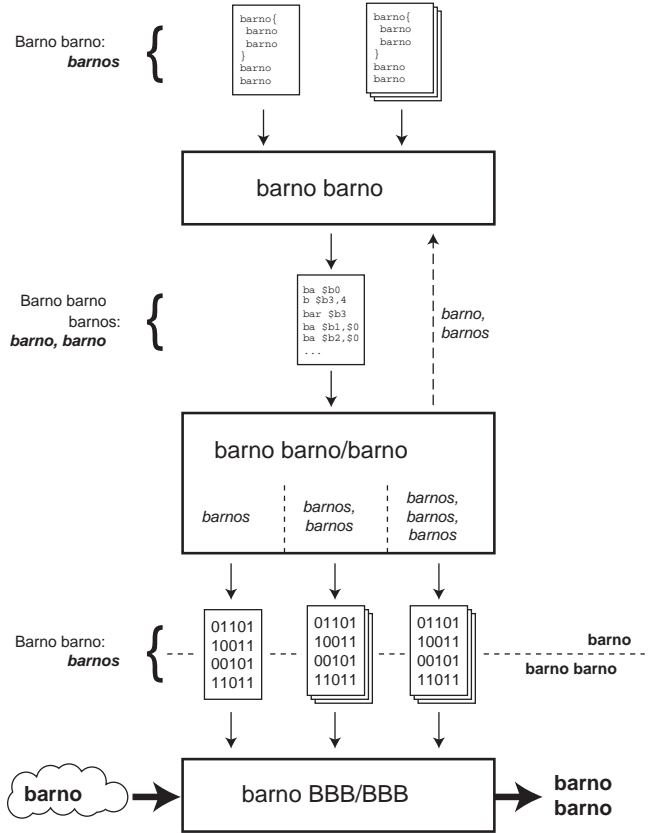 Barno barno:
barnos
barno{
barno
barno
}
barno
barno
barno{
barno
barno
}
barno
barno
barno barno
Barno barno
barnos:
barno, barno
ba $b0
b $b3,4
bar $b3
ba $b1,$0
ba $b2,$0
...
barno,
barnos
barno barno/barno
barnos
barnos,
barnos
barnos,
barnos,
barnos
Barno barno:
barnos
01101
10011
00101
11011
01101
10011
00101
11011
01101
10011
00101
11011
barno
barno barno
barno
barno BBB/BBB
barno
barno